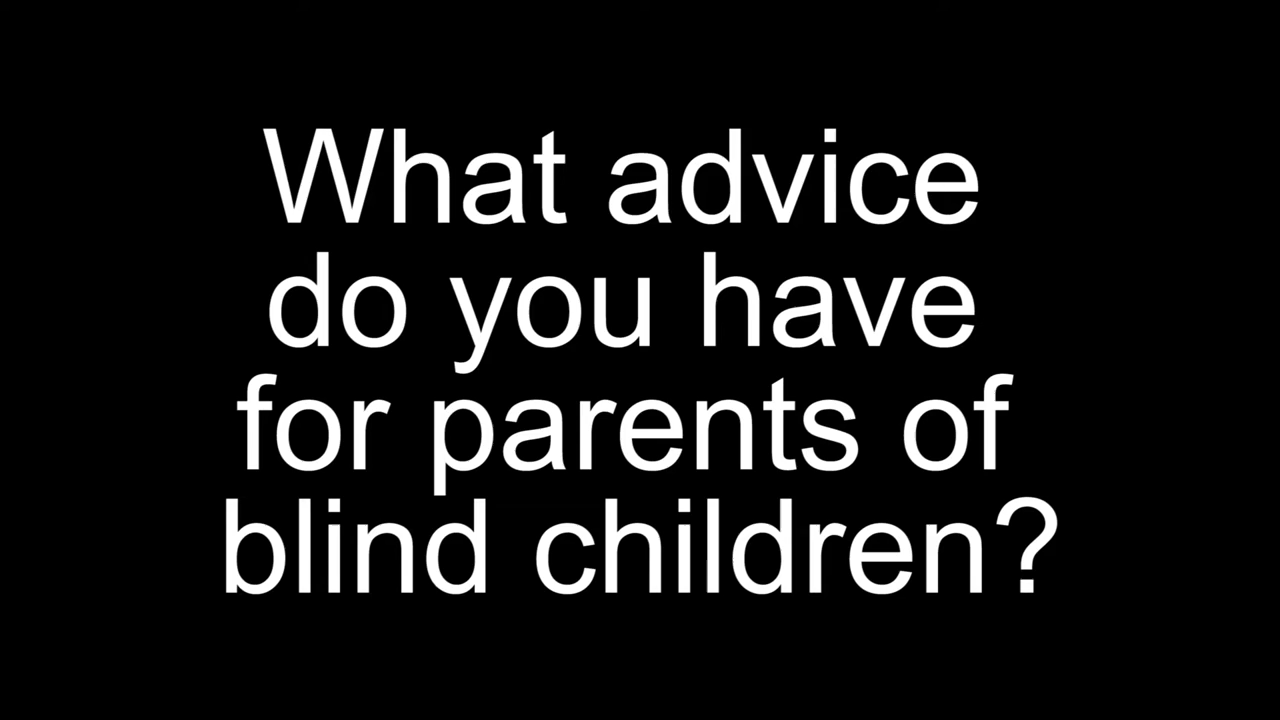 What advice
do you have
for parents of
blind children?